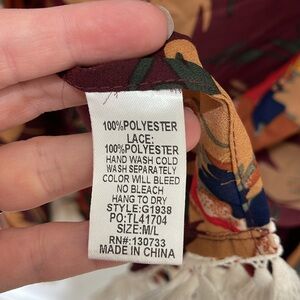 100%POLYESTER
LACE:
100%POLYESTER
HAND WASH COLD
WASH SEPARATELY
COLOR WILL BLEED
NO BLEACH
HANG TO DRY
STYLE:G1938
PO:TL41704
SIZE:M/L
RN#:130733
MADE IN CHINA